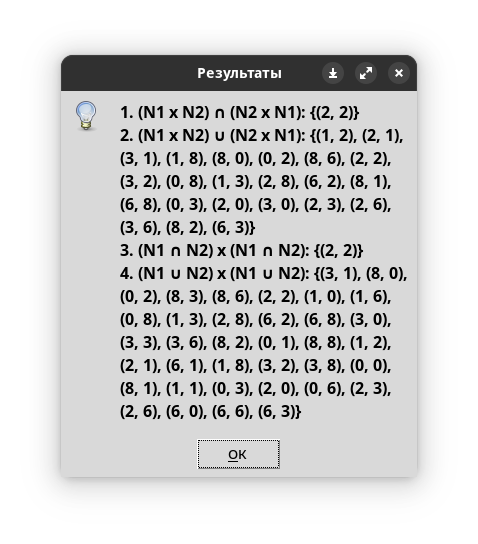 Результаты
1. (N1 x N2) ∩ (N2 x N1): {(2, 2)}
2. (N1 x N2) ∪ (N2 x N1): {(1, 2), (2, 1),
(3, 1), (1, 8), (8, 0), (0, 2), (8, 6), (2, 2),
(3, 2), (0, 8), (1, 3), (2, 8), (6, 2), (8, 1),
(6, 8), (0, 3), (2, 0), (3, 0), (2, 3), (2, 6),
(3, 6), (8, 2), (6, 3)}
3. (N1 ∩ N2) x (N1 ∩ N2): {(2, 2)}
4. (N1 ∪ N2) x (N1 ∪ N2): {(3, 1), (8, 0),
(0, 2), (8, 3), (8, 6), (2, 2), (1, 0), (1, 6),
(0, 8), (1, 3), (2, 8), (6, 2), (6, 8), (3, 0),
(3, 3), (3, 6), (8, 2), (0, 1), (8, 8), (1, 2),
(2, 1), (6, 1), (1, 8), (3, 2), (3, 8), (0, 0),
(8, 1), (1, 1), (0, 3), (2, 0), (0, 6), (2, 3),
(2, 6), (6, 0), (6, 6), (6, 3)}
OK